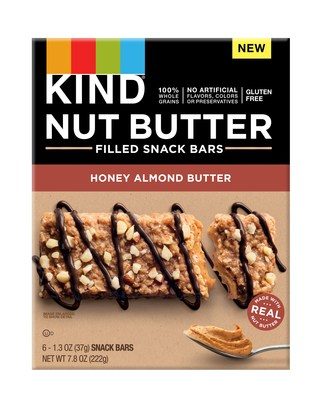 NEW
KIND
100% WHOLE GRAINS
NO ARTIFICIAL FLAVORS, COLORS OR PRESERVATIVES
GLUTEN FREE
NUT BUTTER
FILLED SNACK BARS
HONEY ALMOND BUTTER
MADE WITH
REAL
NUT BUTTER
6 - 1.3 OZ (37g) SNACK BARS
NET WT 7.8 OZ (222g)